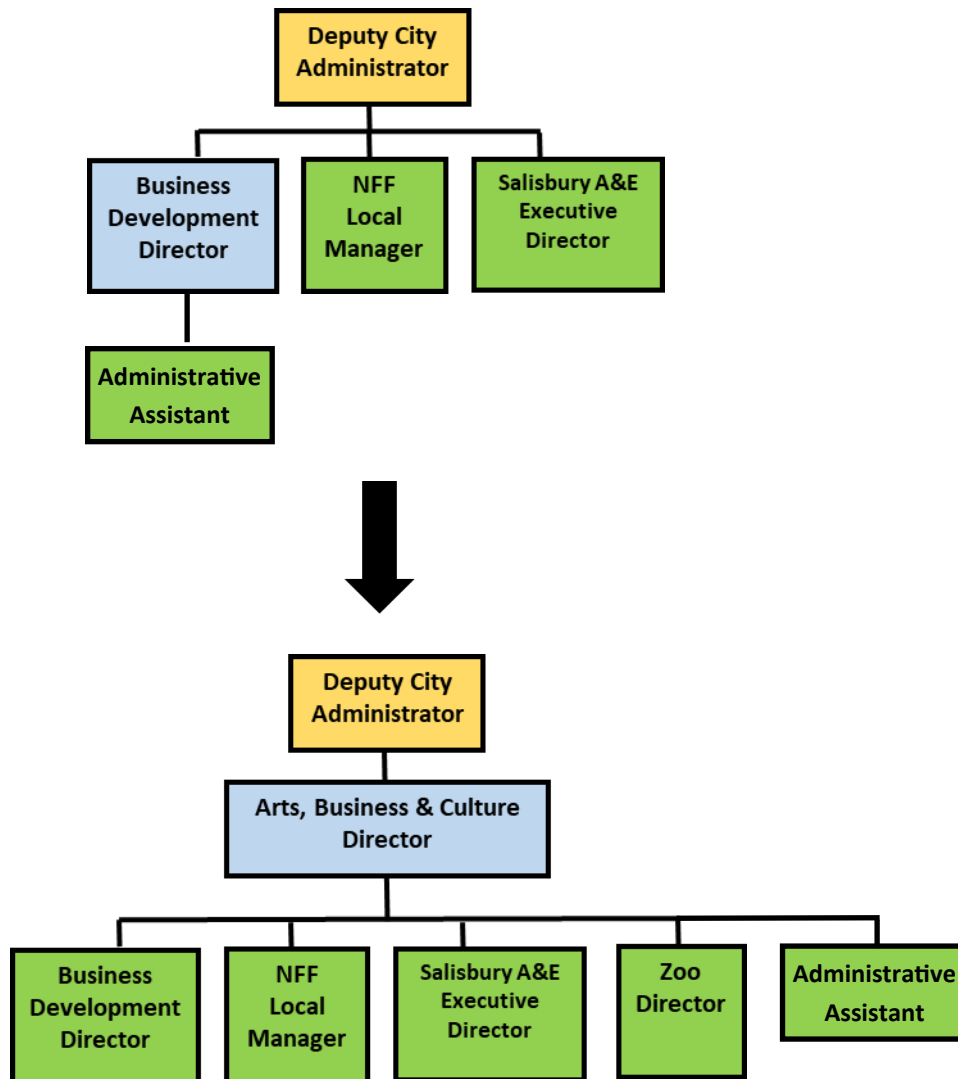 Deputy City
Administrator
Business
Development
Director
NFF
Local
Manager
Salisbury A&E
Executive
Director
Administrative
Assistant
Deputy City
Administrator
Arts, Business & Culture
Director
Business
Development
Director
NFF
Local
Manager
Salisbury A&E
Executive
Director
Zoo
Director
Administrative
Assistant